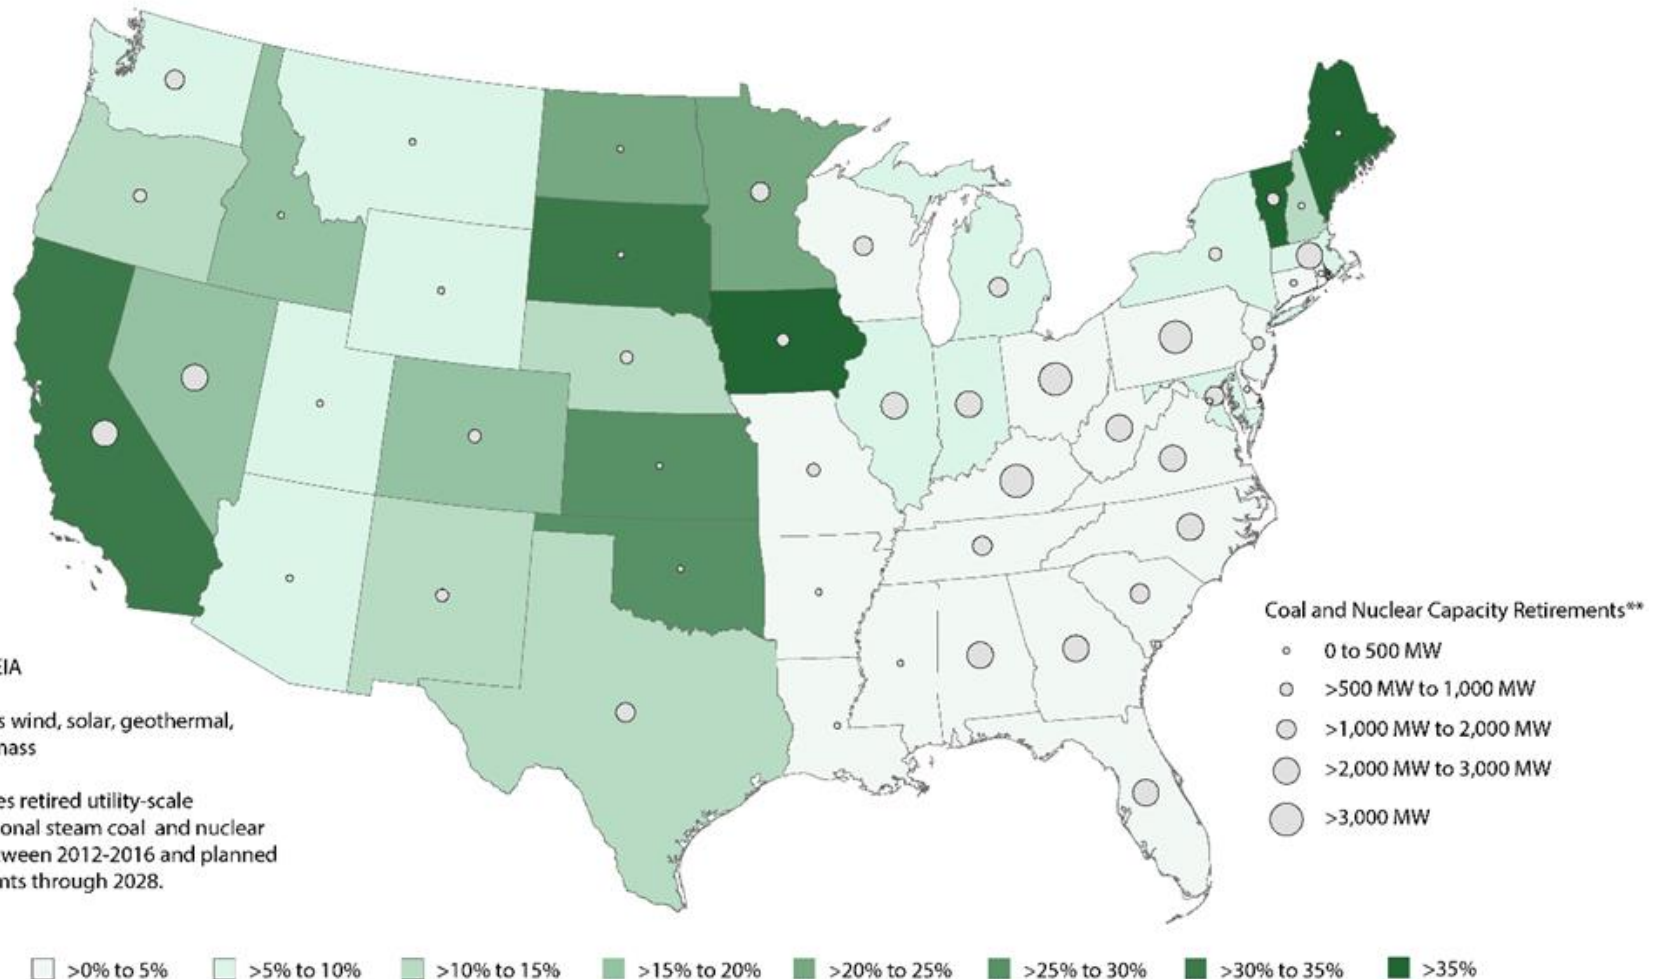 Coal and Nuclear Capacity Retirements**
0 to 500 MW
>500 MW to 1,000 MW
>1,000 MW to 2,000 MW
>2,000 MW to 3,000 MW
>3,000 MW
EIA
s wind, solar, geothermal,
mass
es retired utility-scale
onal steam coal and nuclear
tween 2012-2016 and planned
nts through 2028.
>0% to 5% >5% to 10% >10% to 15% >15% to 20% >20% to 25% >25% to 30% >30% to 35% >35%